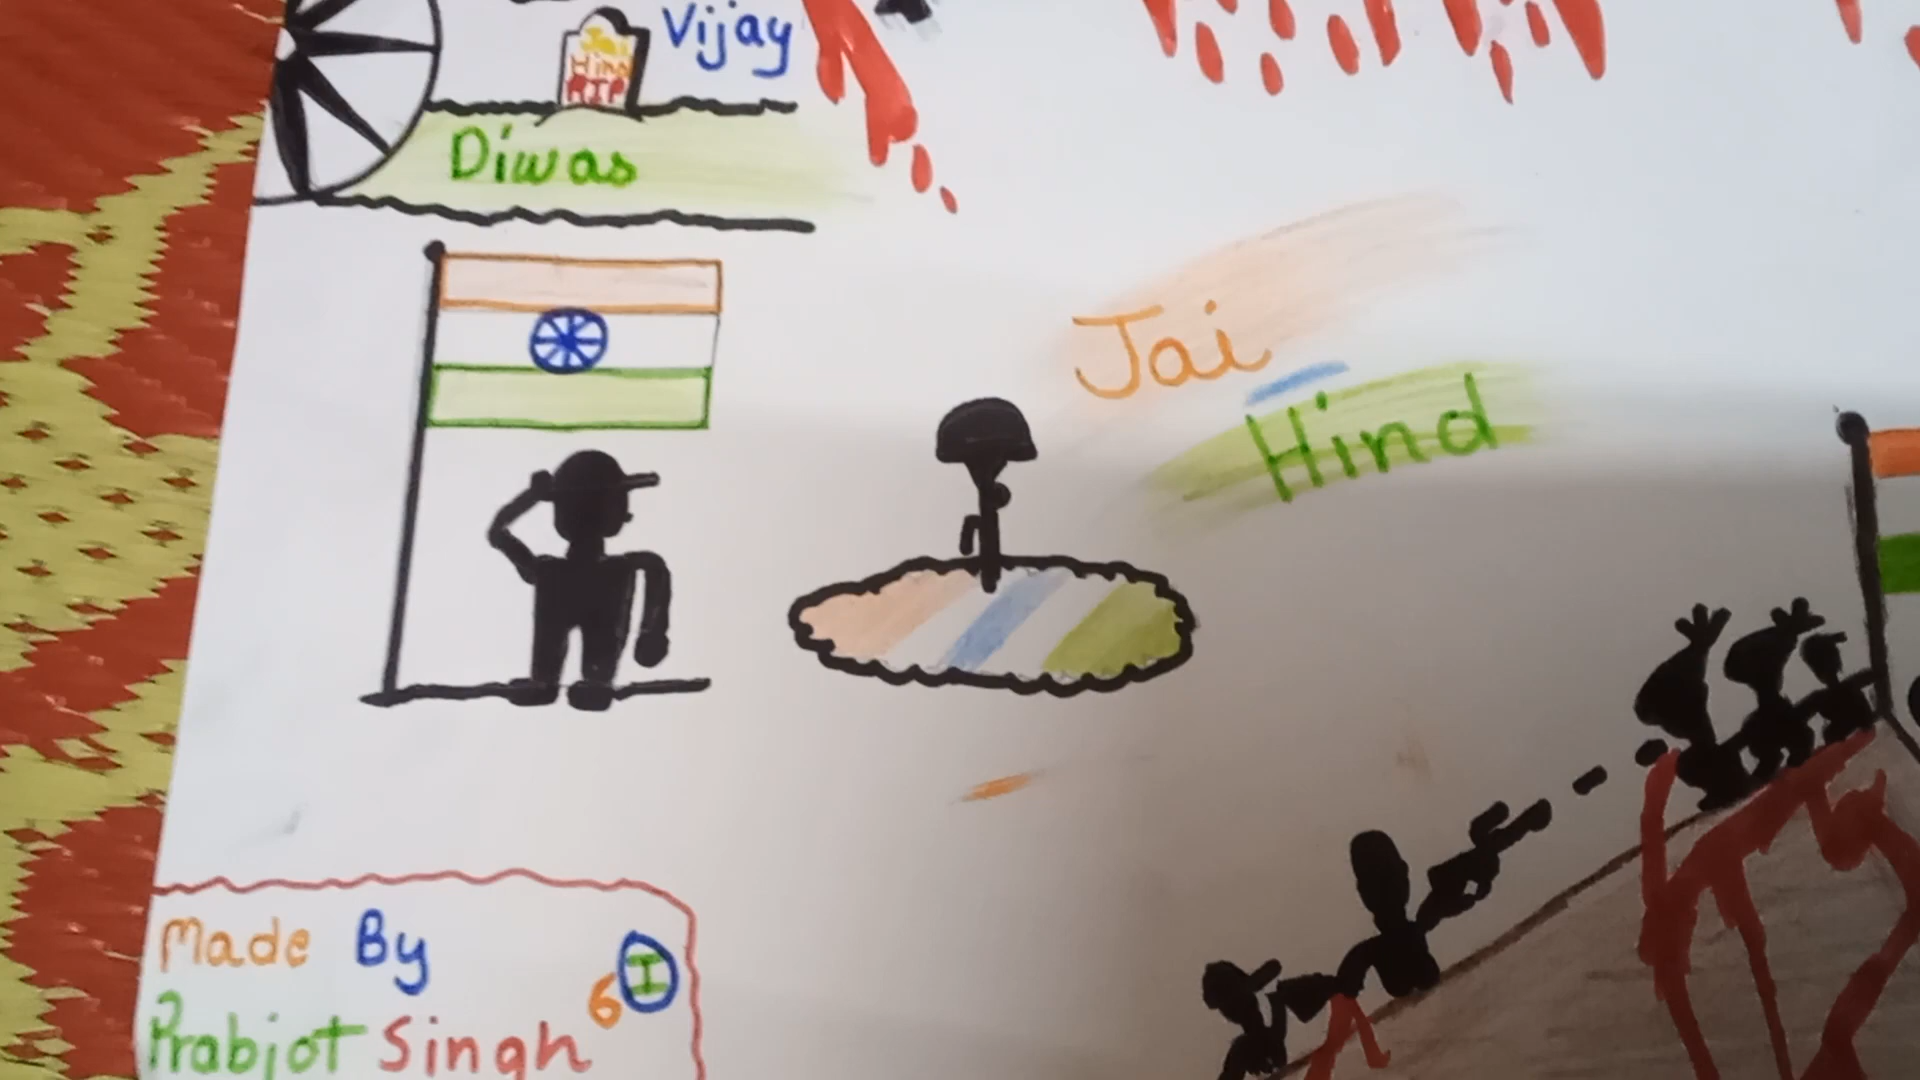 Jai
Hind
RIP
Vijay
Diwas
Jai
Hind
Made By
Prabjot Singh
6 I